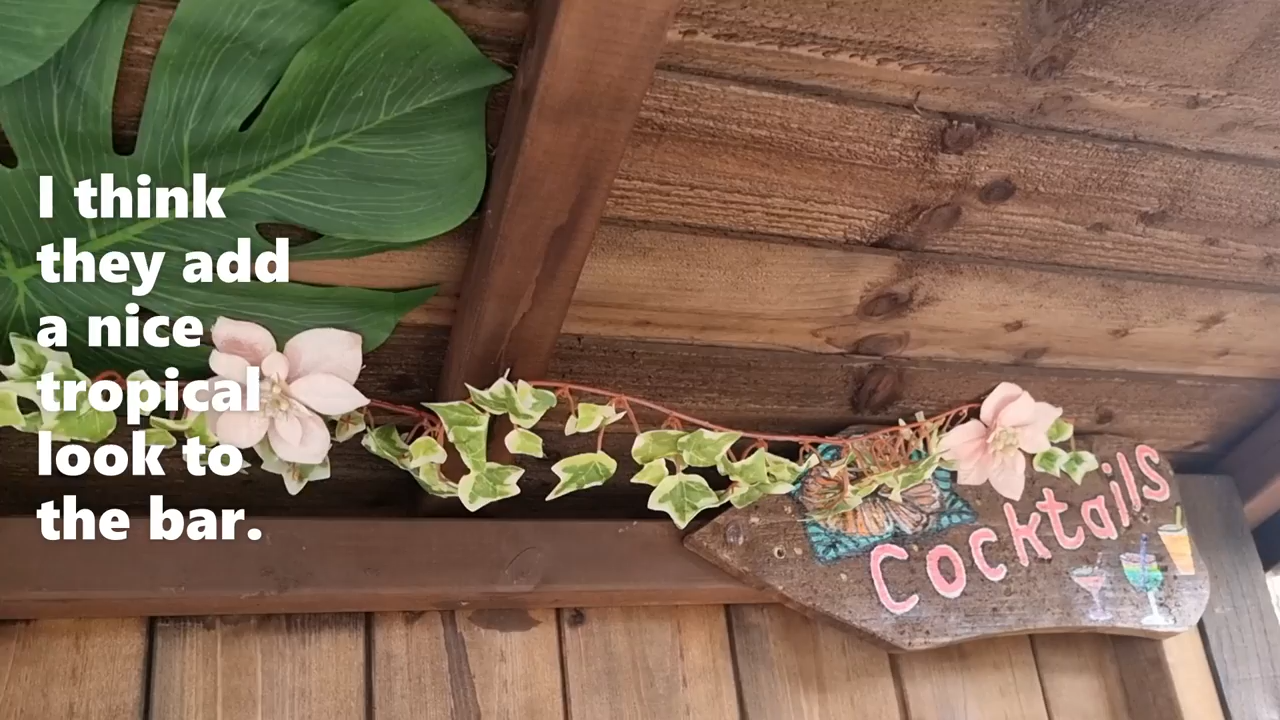 I think
they add
a nice
tropical
look to
the bar.
Cocktails